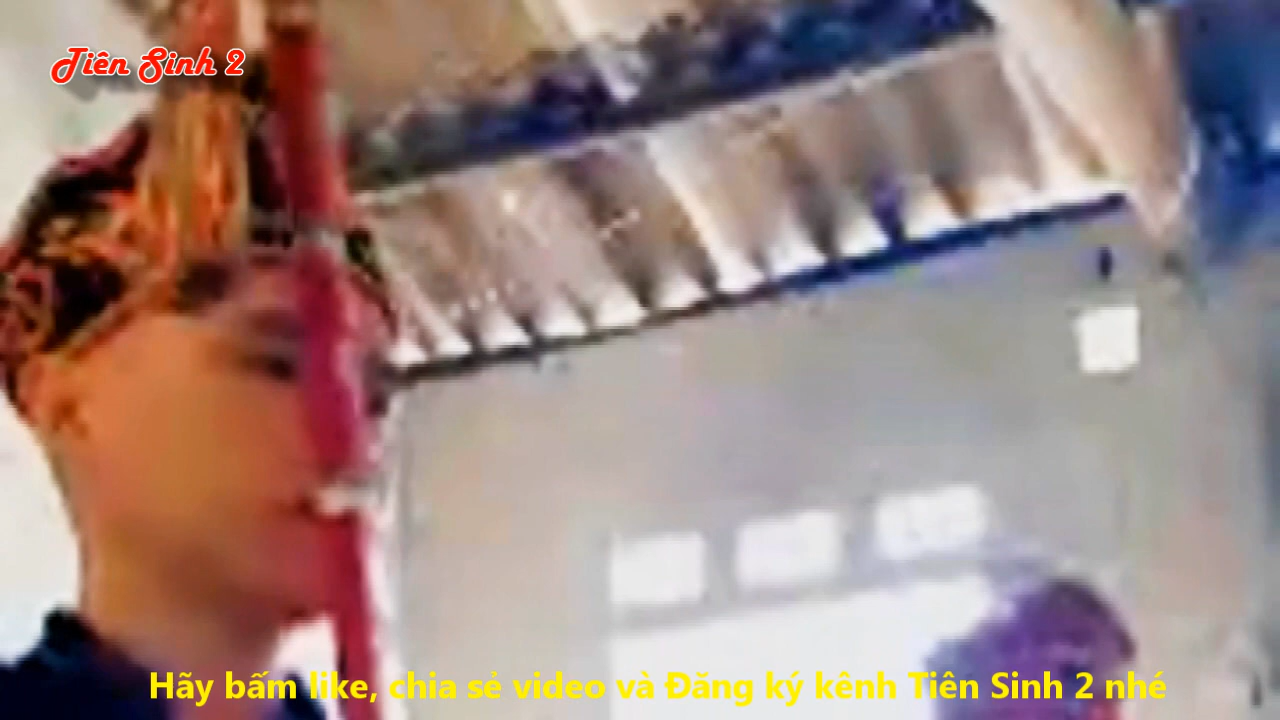 Tiên Sinh 2
Hãy bấm like, chia sẻ video và Đăng ký kênh Tiên Sinh 2 nhé